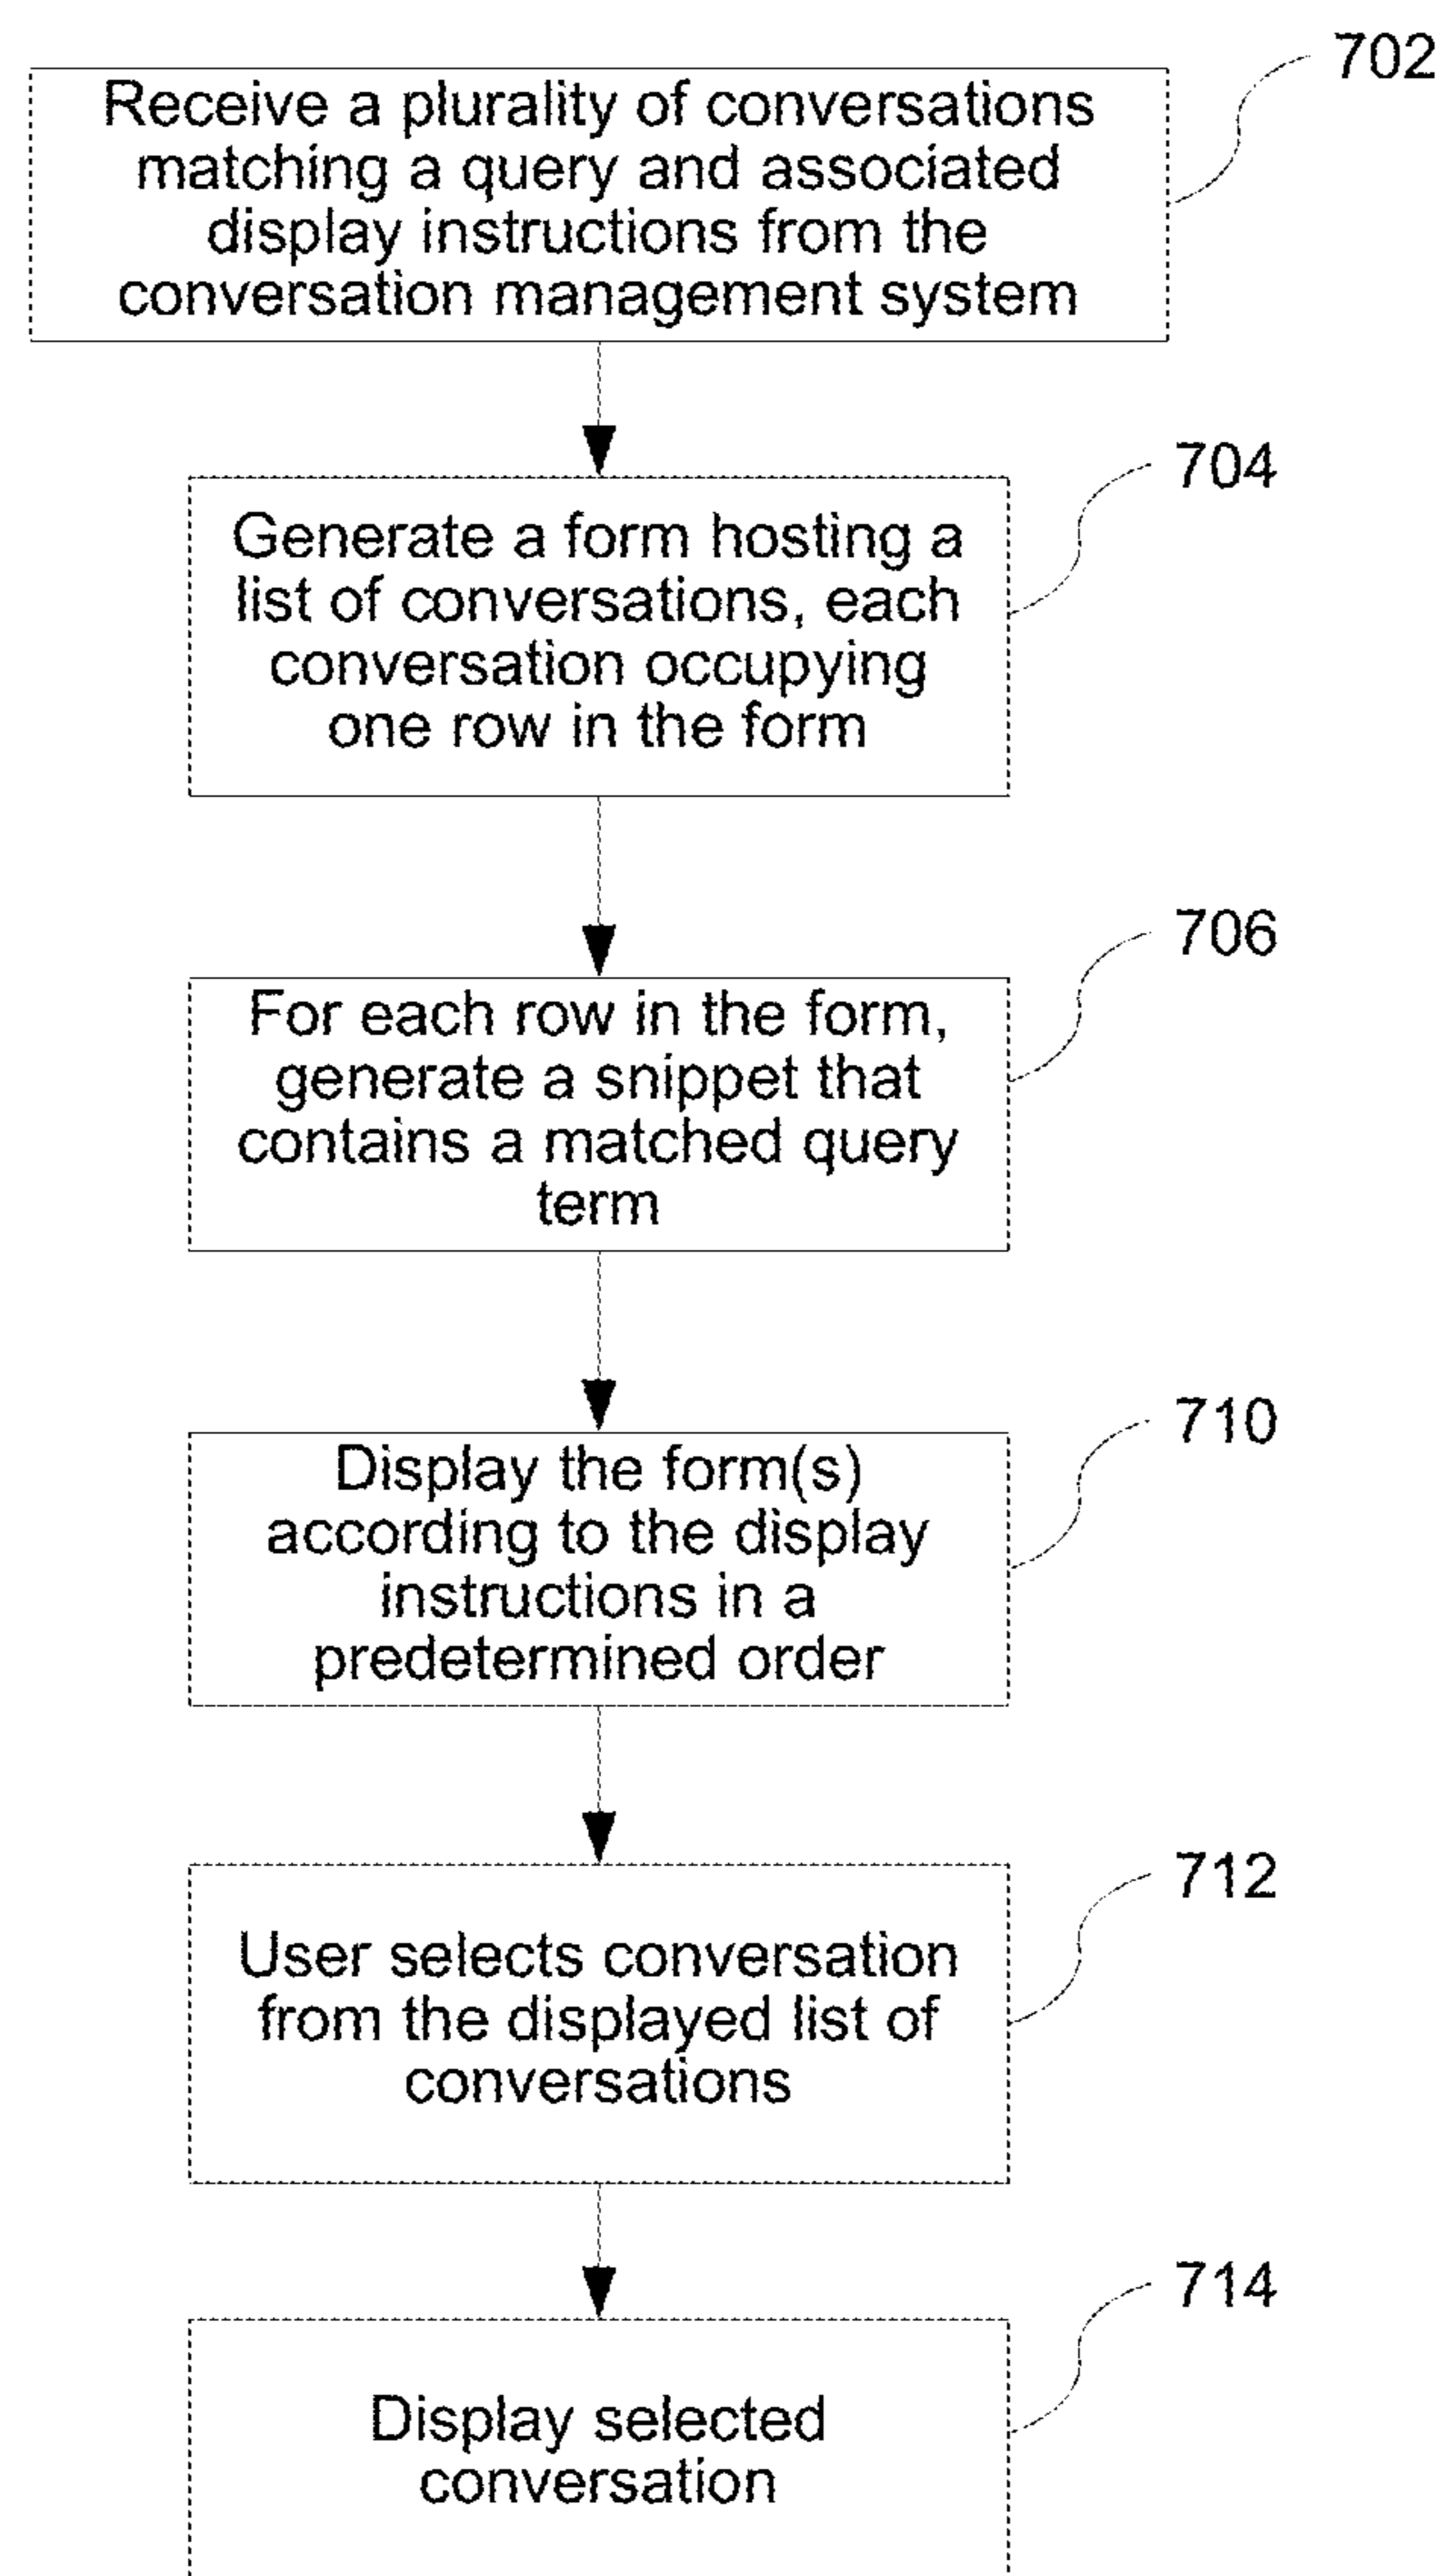 702
Receive a plurality of conversations
matching a query and associated
display instructions from the
conversation management system
704
Generate a form hosting a
list of conversations, each
conversation occupying
one row in the form
706
For each row in the form,
generate a snippet that
contains a matched query
term
710
Display the form(s)
according to the display
instructions in a
predetermined order
712
User selects conversation
from the displayed list of
conversations
714
Display selected
conversation